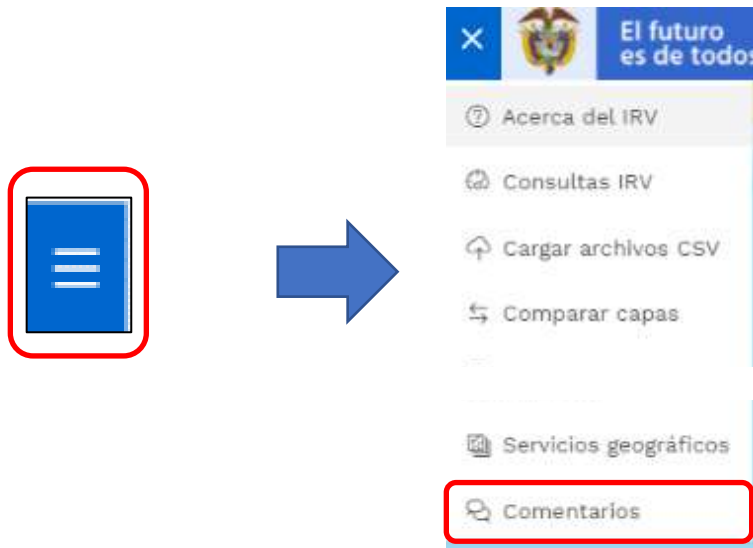 El futuro
es de todos
Acerca del IRV
Consultas IRV
Cargar archivos CSV
Comparar capas
Servicios geográficos
Comentarios